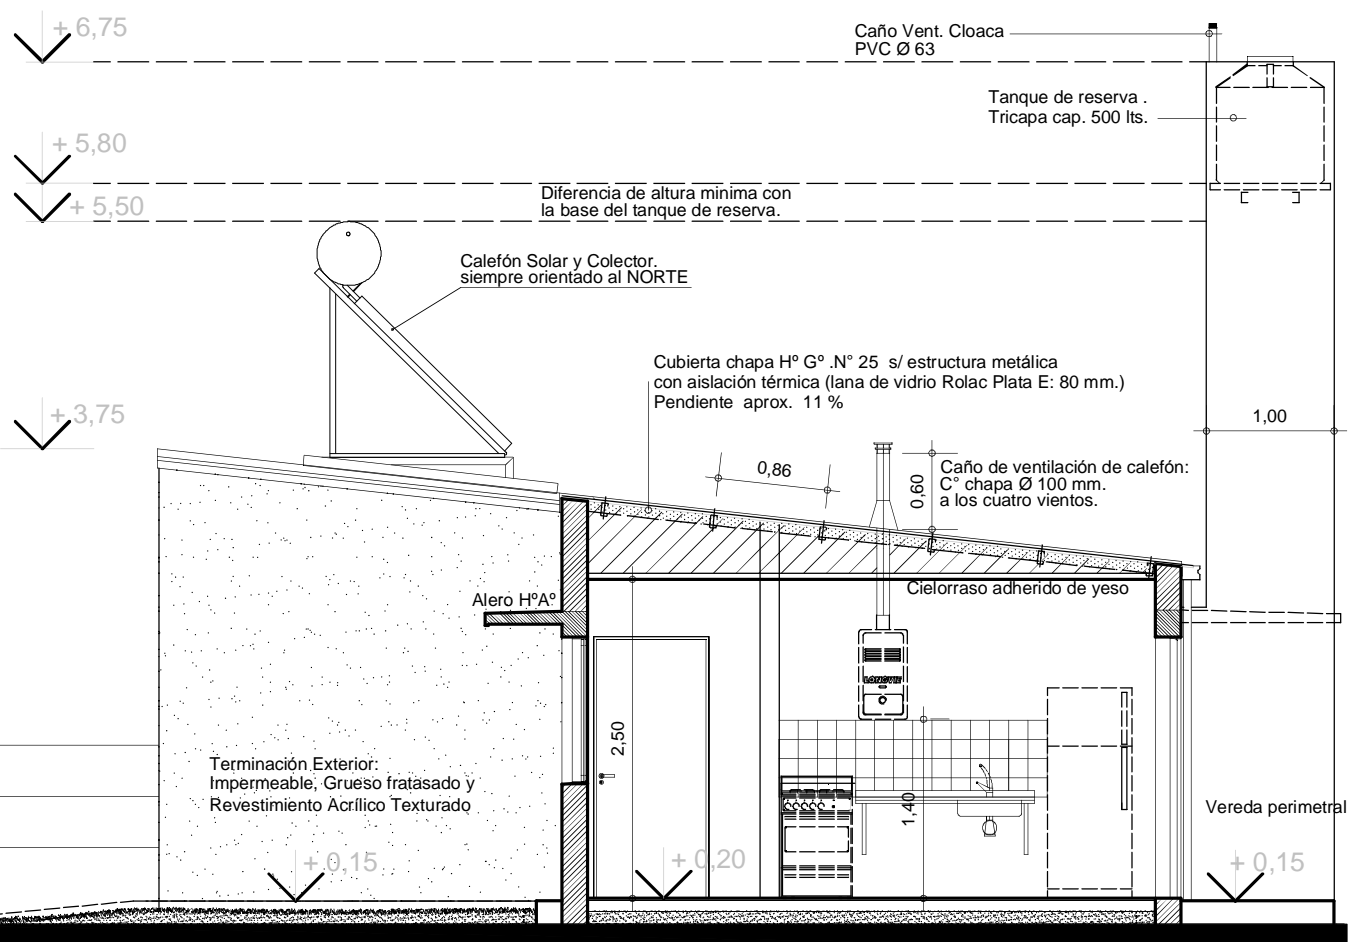 + 6,75
Caño Vent. Cloaca
PVC Ø 63
Tanque de reserva .
Tricapa cap. 500 lts.
+ 5,80
+ 5,50
Diferencia de altura minima con
la base del tanque de reserva.
Calefón Solar y Colector.
siempre orientado al NORTE
Cubierta chapa Hº Gº .N° 25 s/ estructura metálica
con aislación térmica (lana de vidrio Rolac Plata E: 80 mm.)
Pendiente aprox. 11 %
+ 3,75
1,00
0,86
0,60
Caño de ventilación de calefón:
C° chapa Ø 100 mm.
a los cuatro vientos.
Cielorraso adherido de yeso
Alero HºAº
LONGVIE
2,50
1,40
Terminación Exterior:
Impermeable, Grueso fratasado y
Revestimiento Acrílico Texturado
Vereda perimetral
+ 0,15
+ 0,20
+ 0,15